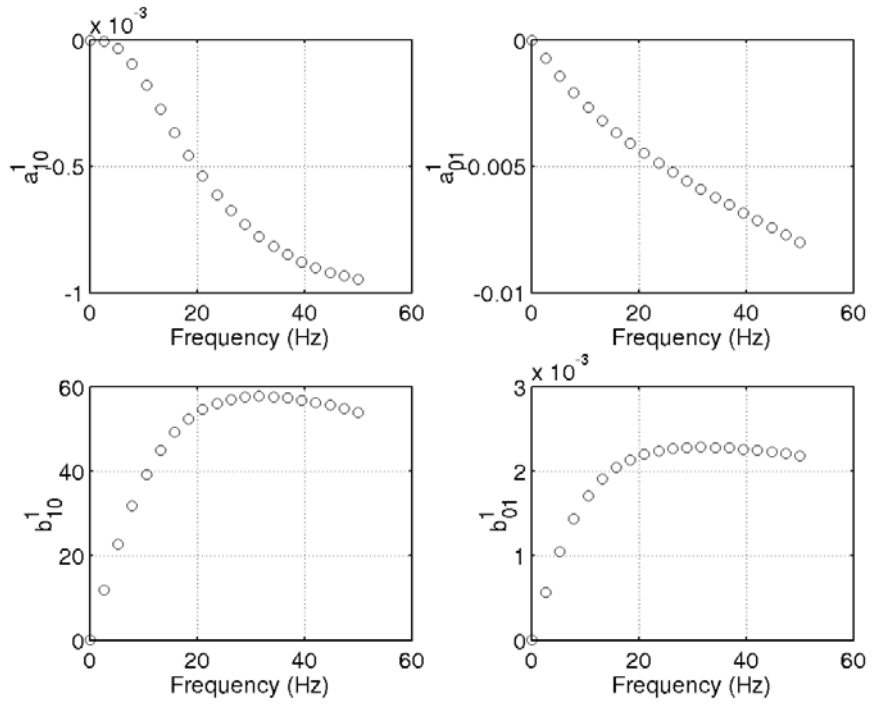 x 10^-3
0
-0.5
-1
a^1_10
0 20 40 60
Frequency (Hz)
0
-0.005
-0.01
a^1_01
0 20 40 60
Frequency (Hz)
60
40
20
0
b^1_10
0 20 40 60
Frequency (Hz)
x 10^-3
3
2
1
0
b^1_01
0 20 40 60
Frequency (Hz)